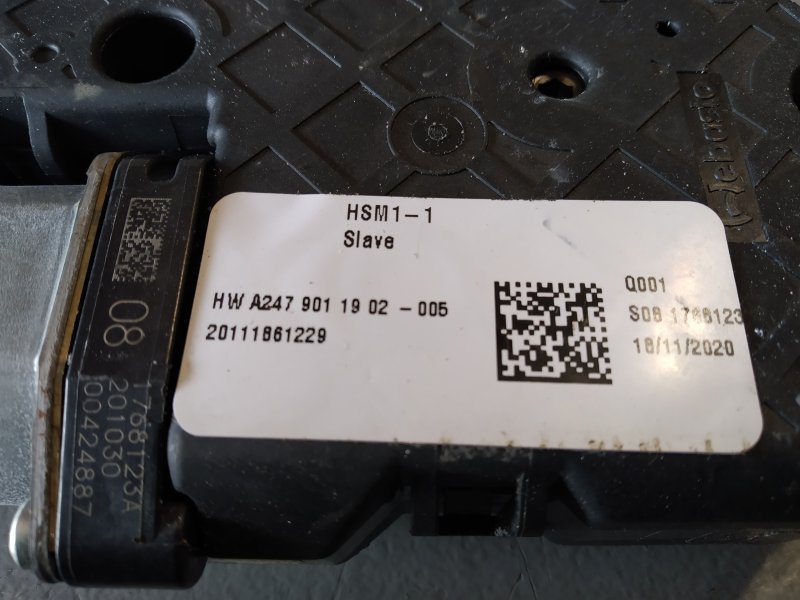 HSM1-1
Slave
HW A247 901 19 02 - 005
20111861229
Q001
S08 1768123
18/11/2020
Webasto
08
1768123A
201030
00424887